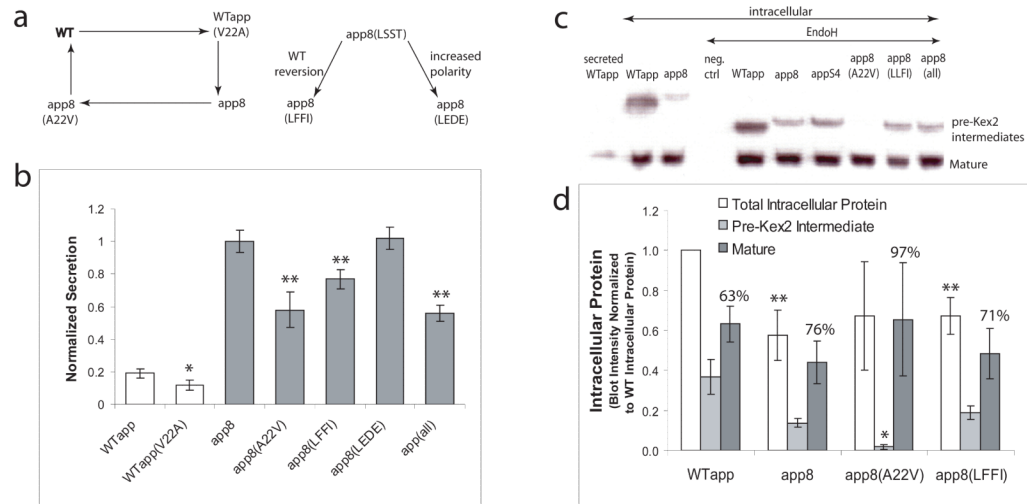 a
WT
WTapp
(V22A)
app8
(A22V)
app8
app8(LSST)
WT
reversion
increased
polarity
app8
(LFFI)
app8
(LEDE)
b
Normalized Secretion
1.2
1
0.8
0.6
0.4
0.2
0
*
**
**
**
WTapp
WTapp(V22A)
app8
app8(A22V)
app8(LFFI)
app8(LEDE)
app(all)
c
intracellular
EndoH
secreted
WTapp
WTapp
app8
neg.
ctrl
WTapp
app8
appS4
app8
(A22V)
app8
(LLFI)
app8
(all)
pre-Kex2
intermediates
Mature
d
Intracellular Protein
(Blot Intensity Normalized
to WT Intracellular Protein)
1.2
1.0
0.8
0.6
0.4
0.2
0.0
Total Intracellular Protein
Pre-Kex2 Intermediate
Mature
63%
**
76%
*
97%
**
71%
WTapp
app8
app8(A22V)
app8(LFFI)